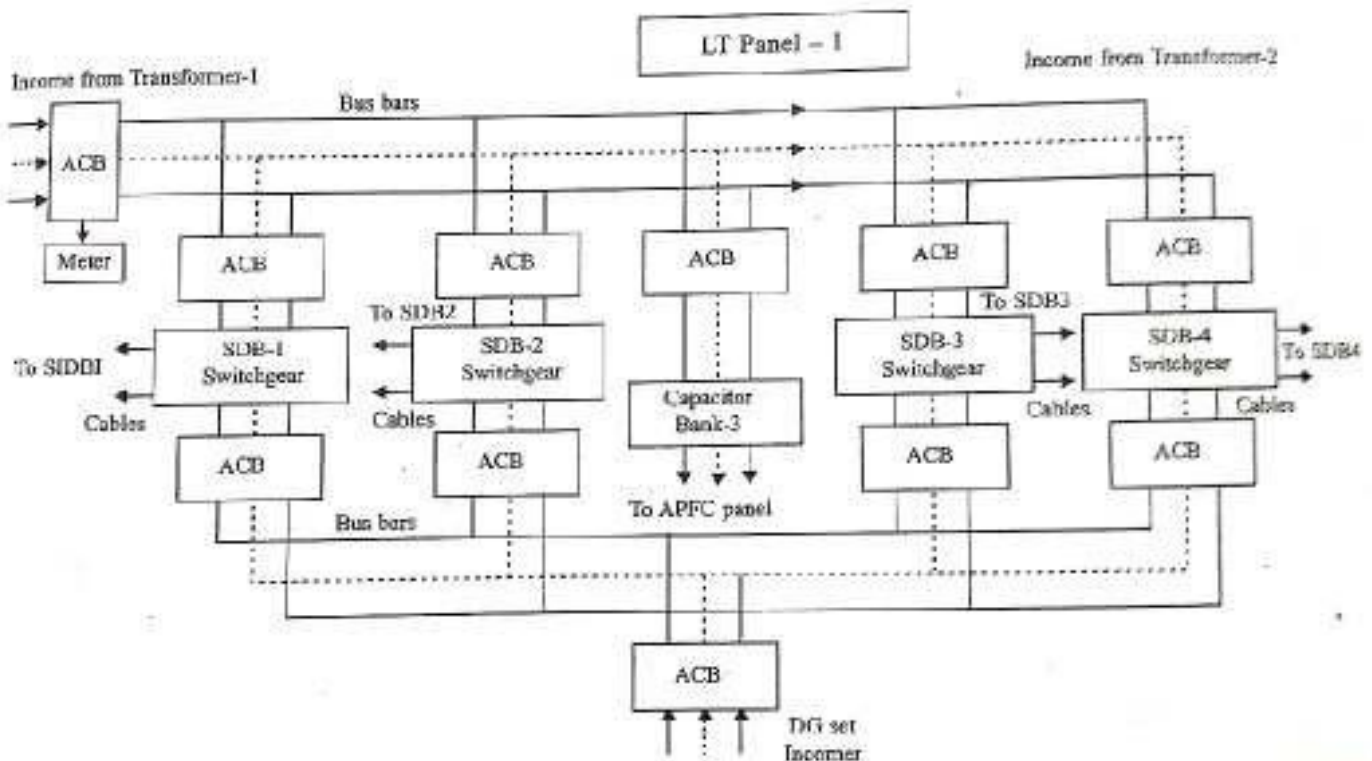 LT Panel – 1
Income from Transformer-1
Income from Transformer-2
Bus bars
ACB
Meter
ACB
ACB
ACB
ACB
ACB
To SDB2
To SDB3
SDB-1
Switchgear
SDB-2
Switchgear
SDB-3
Switchgear
SDB-4
Switchgear
To SIDBI
To SDB4
Cables
Cables
Capacitor
Bank-3
Cables
Cables
ACB
ACB
ACB
ACB
To APFC panel
Bus bars
ACB
DG set
Incomer